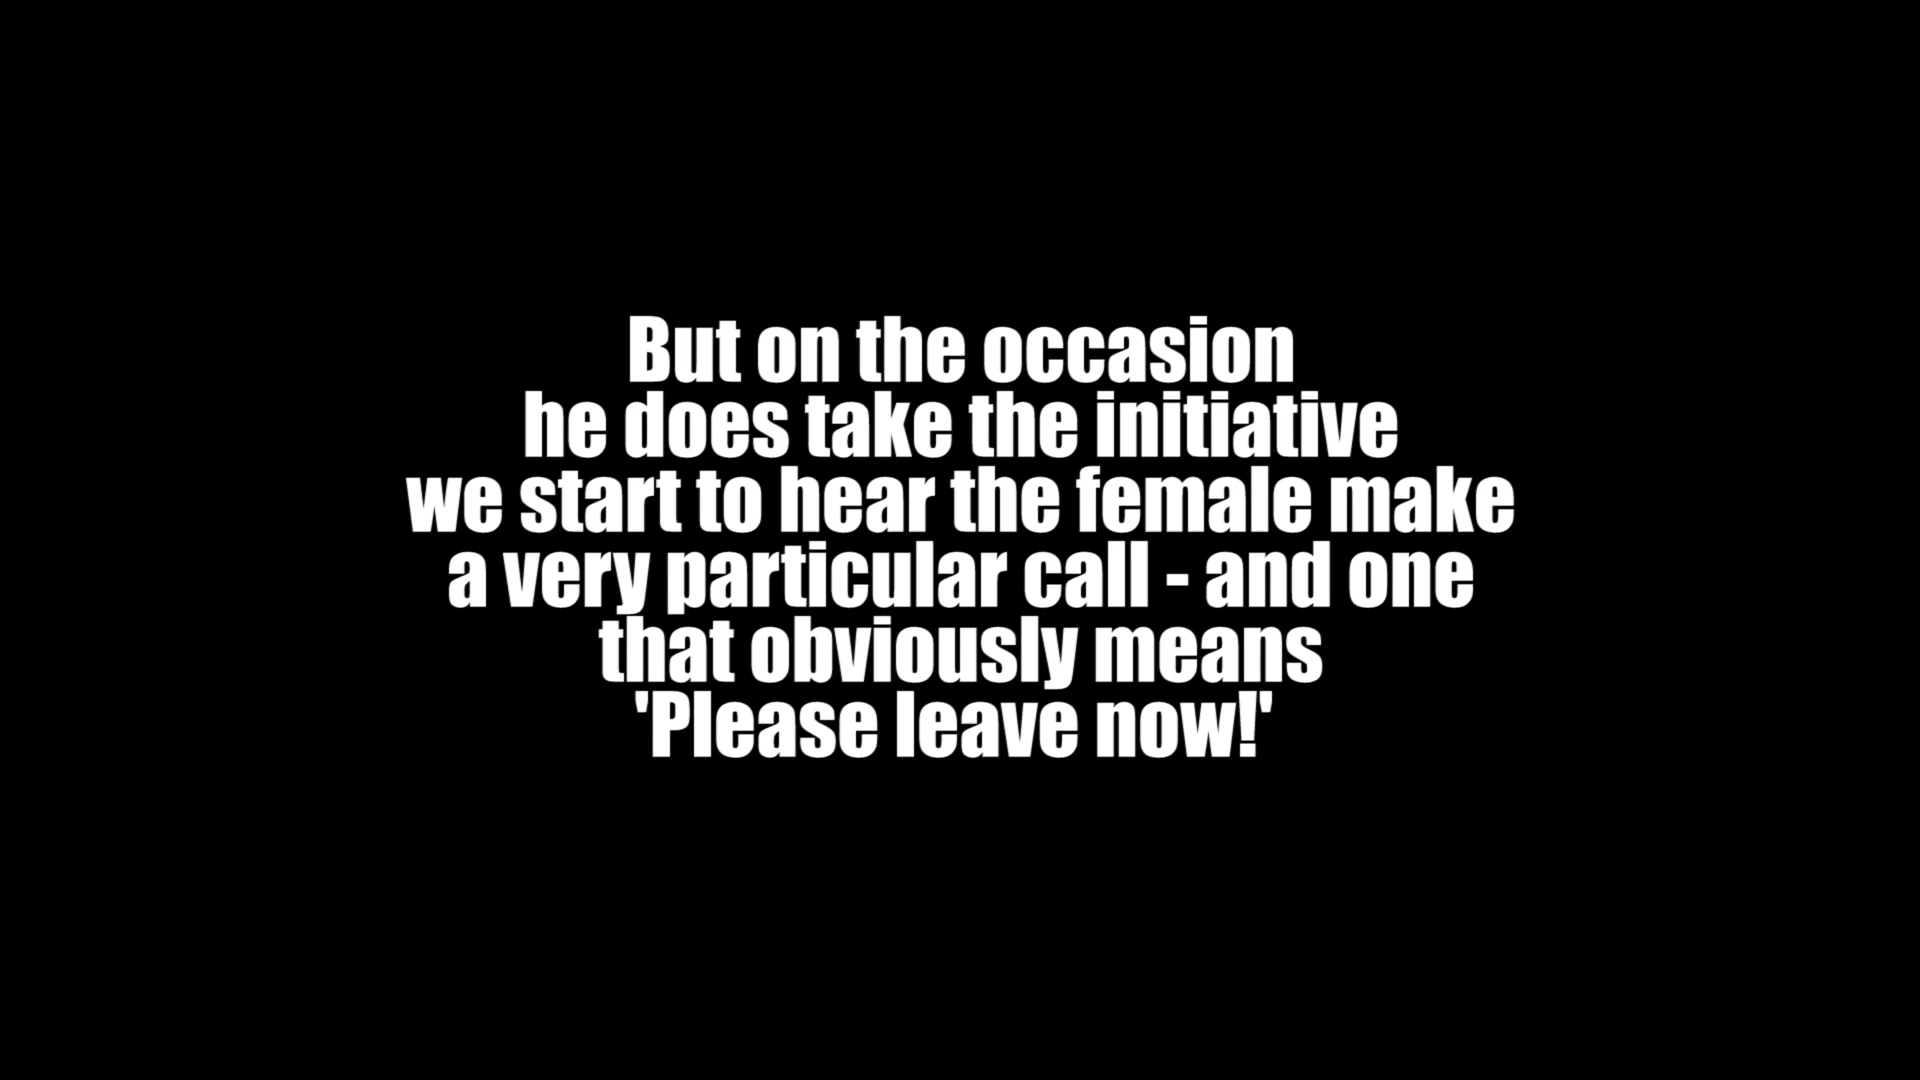 But on the occasion
he does take the initiative
we start to hear the female make
a very particular call - and one
that obviously means
'Please leave now!'